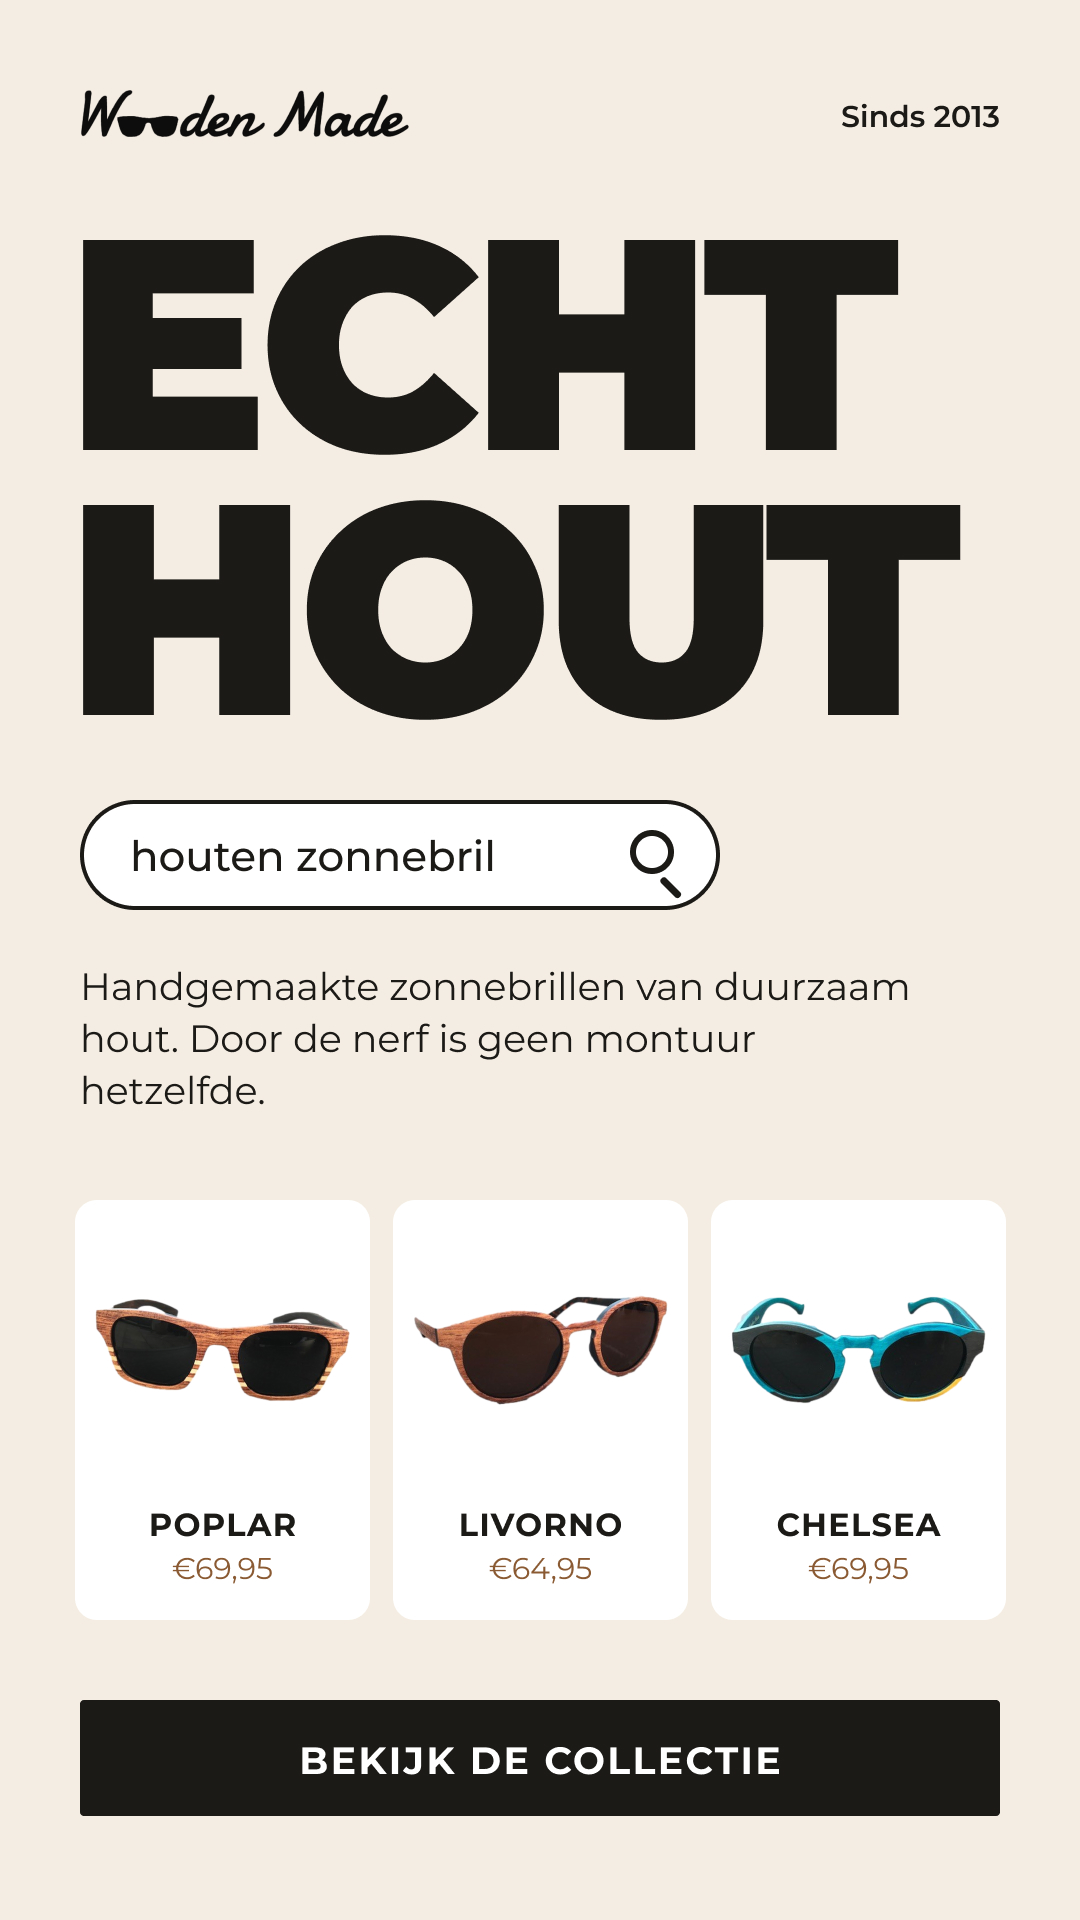 Wooden Made
Sinds 2013
ECHT
HOUT
houten zonnebril
Handgemaakte zonnebrillen van duurzaam
hout. Door de nerf is geen montuur
hetzelfde.
POPLAR
€69,95
LIVORNO
€64,95
CHELSEA
€69,95
BEKIJK DE COLLECTIE